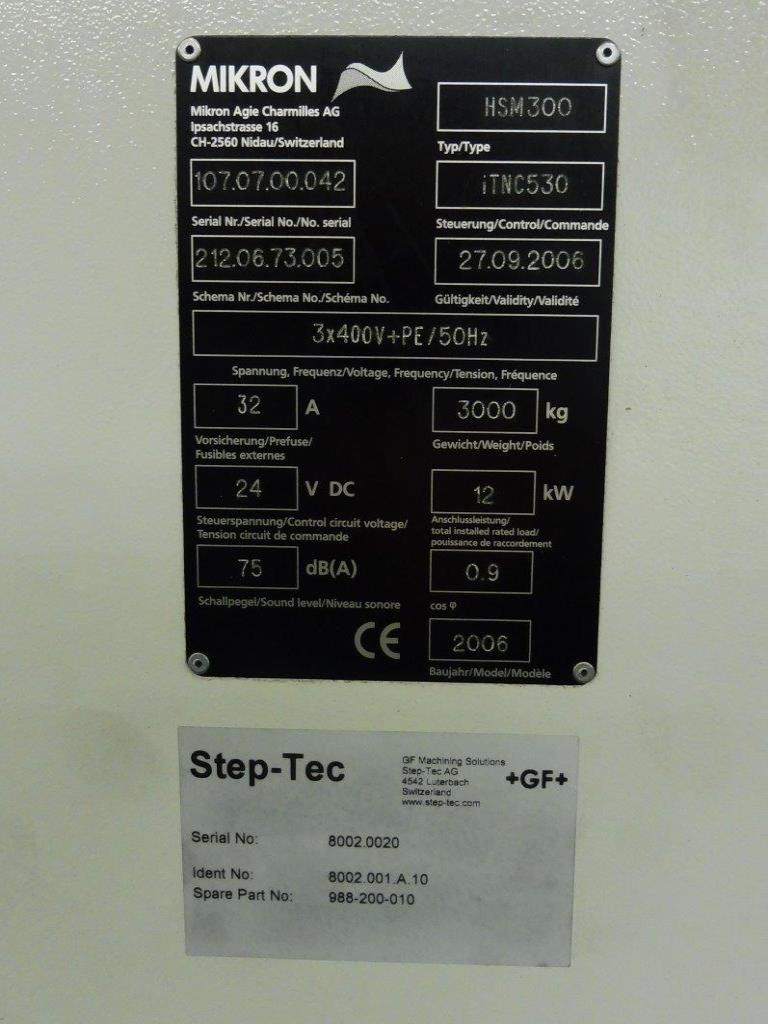 MIKRON
Mikron Agie Charmilles AG
Ipsachstrasse 16
CH-2560 Nidau/Switzerland
HSM300
Typ/Type
107.07.00.042
Serial Nr./Serial No./No. serial
iTNC530
Steuerung/Control/Commande
212.06.73.005
Schema Nr./Schema No./Schéma No.
27.09.2006
Gültigkeit/Validity/Validité
3x400V+PE/50Hz
Spannung, Frequenz/Voltage, Frequency/Tension, Fréquence
32 A
Vorsicherung/Prefuse/
Fusibles externes
3000 kg
Gewicht/Weight/Poids
24 V DC
Steuerspannung/Control circuit voltage/
Tension circuit de commande
12 kW
Anschlussleistung/
total installed rated load/
pouissance de raccordement
75 dB(A)
Schallpegel/Sound level/Niveau sonore
0.9
cos φ
CE
2006
Baujahr/Model/Modèle
Step-Tec
GF Machining Solutions
Step-Tec AG
4542 Luterbach
Switzerland
www.step-tec.com
+GF+
Serial No: 8002.0020
Ident No: 8002.001.A.10
Spare Part No: 988-200-010